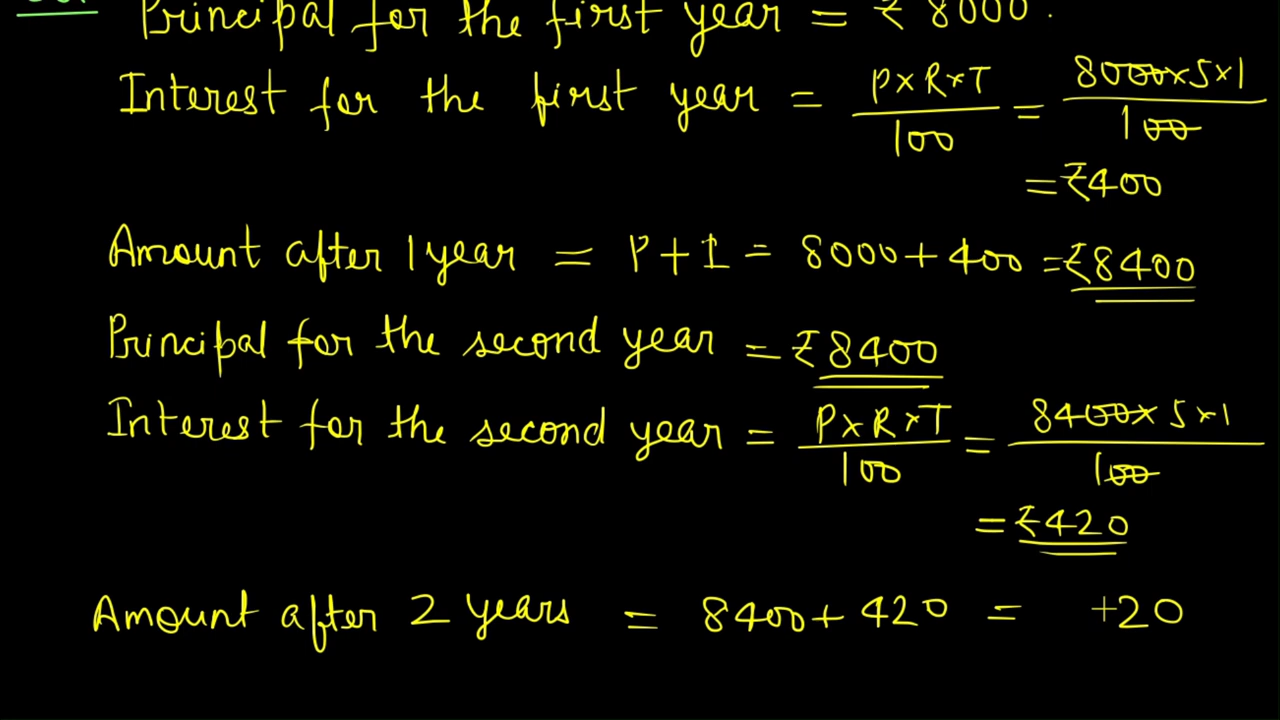 Principal for the first year = ₹ 8000.
Interest for the first year = P×R×T/100 = 8000×5×1/100
= ₹400
Amount after 1 year = P+I = 8000+400 = ₹8400
Principal for the second year = ₹8400
Interest for the second year = P×R×T/100 = 8400×5×1/100
= ₹420
Amount after 2 years = 8400+420 = +20